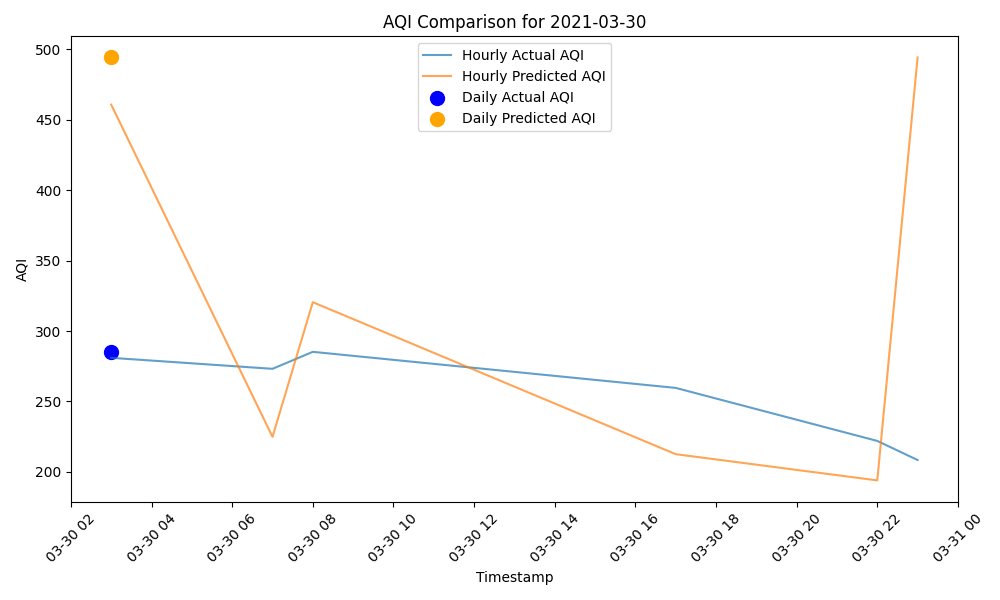 AQI Comparison for 2021-03-30
Hourly Actual AQI
Hourly Predicted AQI
Daily Actual AQI
Daily Predicted AQI
AQI
500
450
400
350
300
250
200
03-30 02
03-30 04
03-30 06
03-30 08
03-30 10
03-30 12
03-30 14
03-30 16
03-30 18
03-30 20
03-30 22
03-31 00
Timestamp